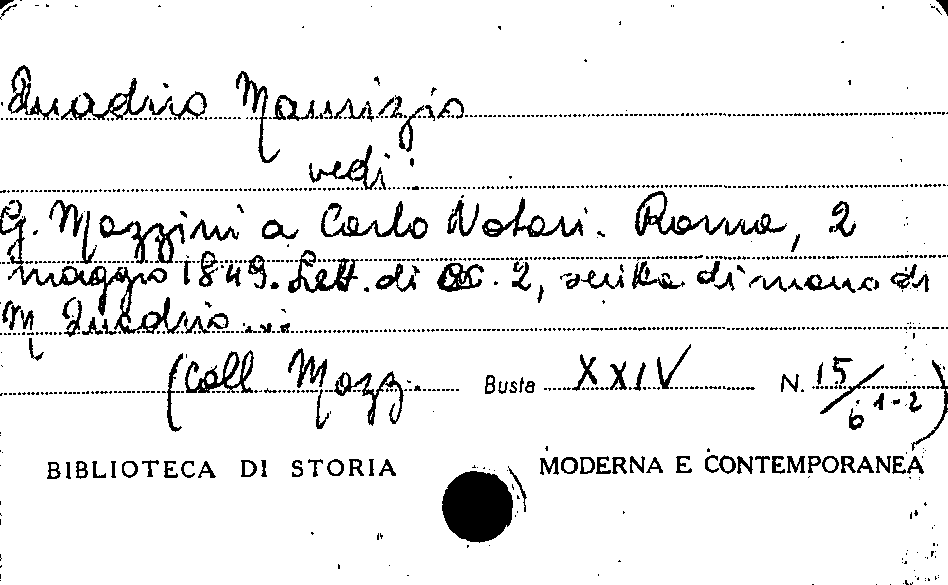 Quadrio Maurizio
vedi:
G. Mazzini a Carlo Notari. Roma, 2
maggio 1849. Lett. di cc. 2, scritta di mano di
M Quadrio...
(Coll. Mazz. Busta XXIV N. 15/6 1-2)
BIBLIOTECA DI STORIA MODERNA E CONTEMPORANEA